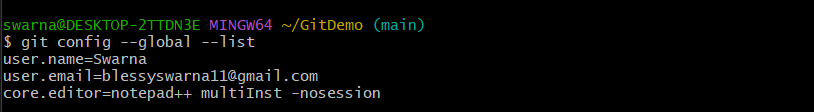 swarna@DESKTOP-2TTDN3E MINGW64 ~/GitDemo (main)
$ git config --global --list
user.name=Swarna
user.email=blessyswarna11@gmail.com
core.editor=notepad++ multiInst -nosession